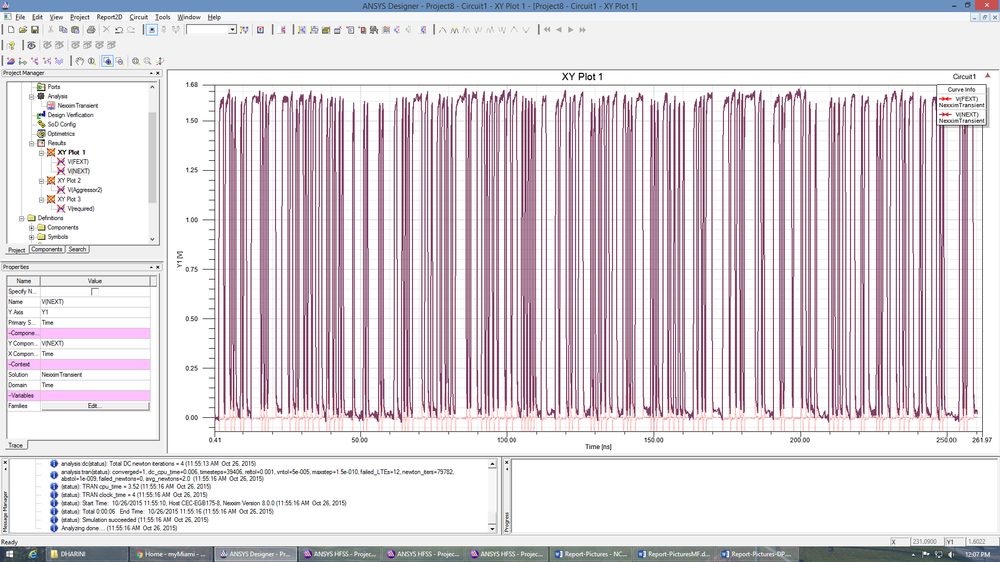 ANSYS Designer - Project8 - Circuit1 - XY Plot 1 - [Project8 - Circuit1 - XY Plot 1]
File Edit View Project Report2D Circuit Tools Window Help
Project Manager
Ports
Analysis
NexximTransient
Design Verification
SoD Config
Optimetrics
Results
XY Plot 1
V(FEXT)
V(NEXT)
XY Plot 2
V(Aggressor2)
XY Plot 3
V(required)
Definitions
Components
Symbols
Project Components Search
Properties
Name Value
Specify N...
Name V(NEXT)
Y Axis Y1
Primary S... Time
--Compone...
Y Compon... V(NEXT)
X Compon... Time
--Context
Solution NexximTransient
Domain Time
--Variables
Families Edit...
Trace
XY Plot 1
Circuit1
Curve Info
V(FEXT)
NexximTransient
V(NEXT)
NexximTransient
1.68
1.50
1.25
1.00
0.75
0.50
0.25
0.00
Y1 [V]
0.41 50.00 100.00 150.00 200.00 250.00 261.97
Time [ns]
analysis:dc(status): Total DC newton iterations = 4 (11:55:13 AM Oct 26, 2015)
analysis:tran(status): converged=1, dc_cpu_time=0.006, timesteps=39406, reltol=0.001, vntol=5e-005, maxstep=1.5e-010, failed_LTEs=12, newton_iters=79782,
abstol=1e-009, failed_newtons=0, avg_newtons=2.0 (11:55:16 AM Oct 26, 2015)
(status): TRAN cpu_time = 3.52 (11:55:16 AM Oct 26, 2015)
(status): TRAN clock_time = 4 (11:55:16 AM Oct 26, 2015)
(status): Start Time: 10/26/2015 11:55:10, Host CEC-EGB175-8, Nexxim Version 8.0.0 (11:55:16 AM Oct 26, 2015)
(status): Total 0:00:06 End Time: 10/26/2015 11:55:16 (11:55:16 AM Oct 26, 2015)
(status): Simulation succeeded (11:55:16 AM Oct 26, 2015)
Analyzing done.... (11:55:16 AM Oct 26, 2015)
Message Manager
Progress
Ready
X 231.0900 Y1 1.6022
DHARINI
Home - myMiami - ...
ANSYS Designer - Pr...
ANSYS HFSS - Projec...
ANSYS HFSS - Projec...
ANSYS HFSS - Projec...
Report-Pictures - NC...
Report-PicturesMF.d...
Report-Pictures-DP....
12:07 PM